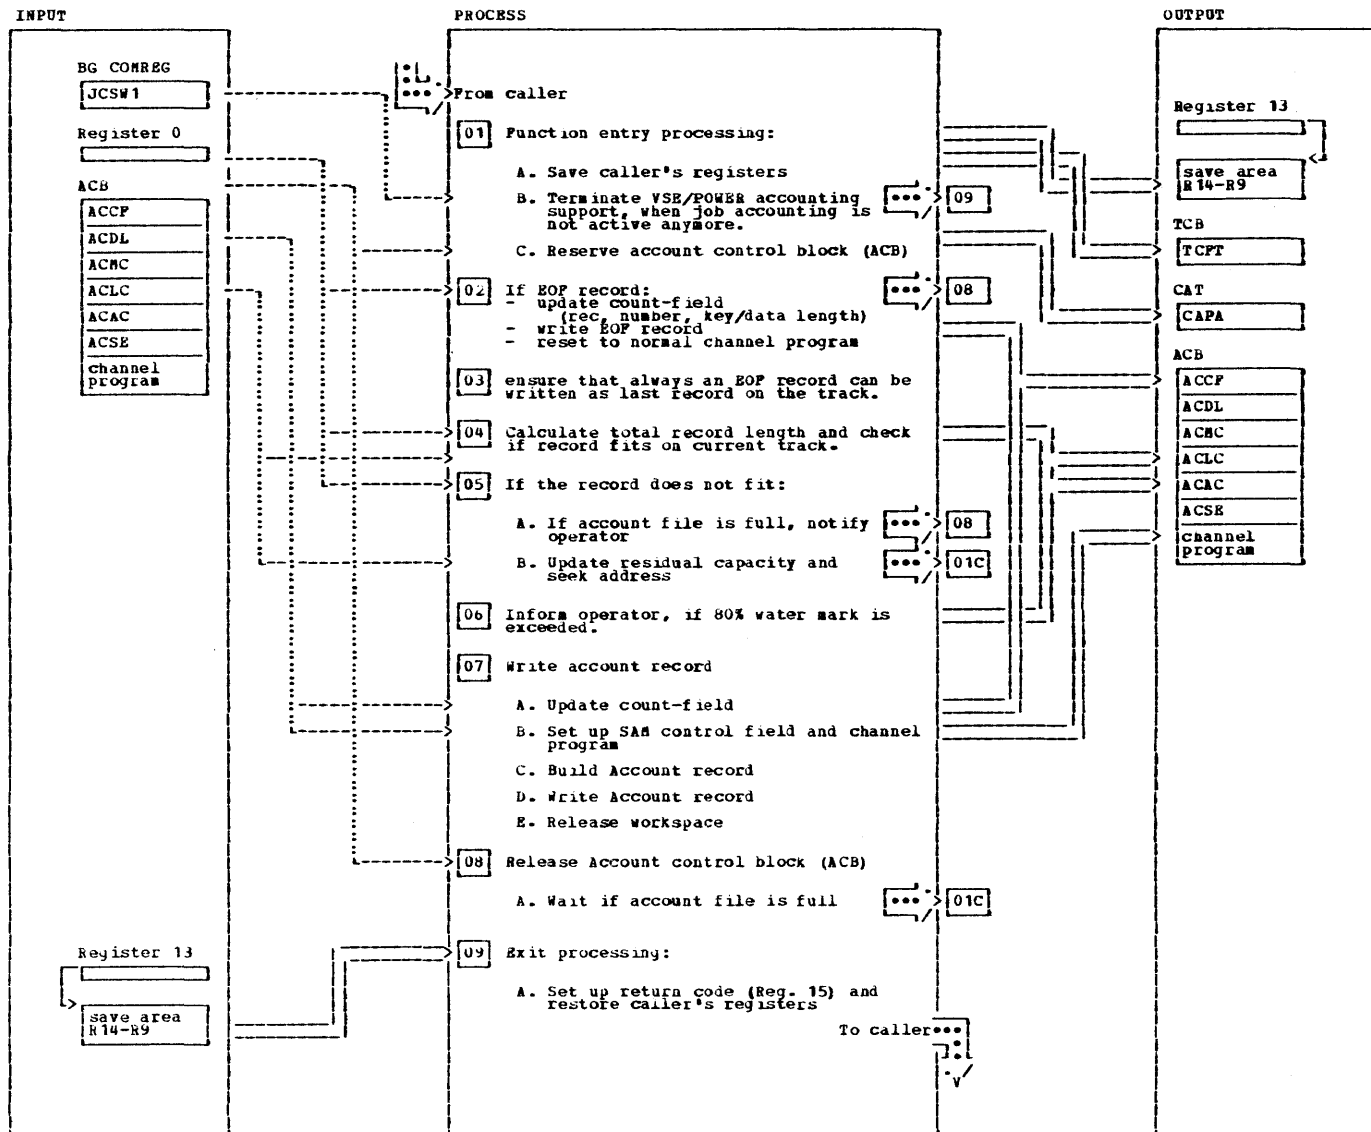 INPUT
PROCESS
OUTPUT
BG COMREG
JCSW1
Register 0
ACB
ACCF
ACDL
ACMC
ACLC
ACAC
ACSE
channel
program
Register 13
save area
R14-R9
From caller
01 Function entry processing:
A. Save caller's registers
B. Terminate VSE/POWER accounting
support, when job accounting is
not active anymore.
09
C. Reserve account control block (ACB)
02 If EOF record:
08
- update count-field
(rec, number, key/data length)
- write EOF record
- reset to normal channel program
03 ensure that always an EOF record can be
written as last record on the track.
04 Calculate total record length and check
if record fits on current track.
05 If the record does not fit:
A. If account file is full, notify
operator
08
B. Update residual capacity and
seek address
01C
06 Inform operator, if 80% water mark is
exceeded.
07 Write account record
A. Update count-field
B. Set up SAM control field and channel
program
C. Build Account record
D. Write Account record
E. Release workspace
08 Release Account control block (ACB)
A. Wait if account file is full
01C
09 Exit processing:
A. Set up return code (Reg. 15) and
restore caller's registers
To caller
Register 13
save area
R14-R9
TCB
TCPT
CAT
CAPA
ACB
ACCF
ACDL
ACMC
ACLC
ACAC
ACSE
channel
program